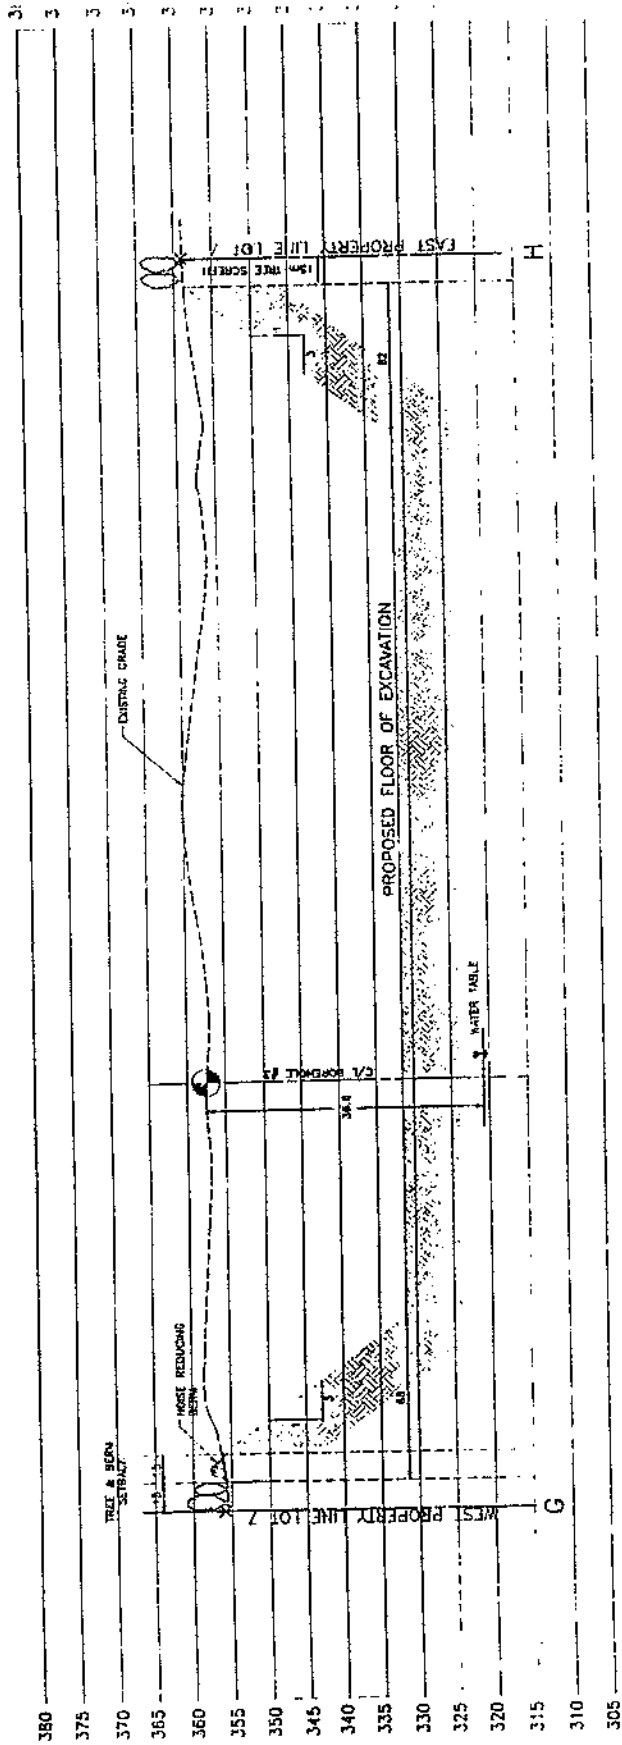 EAST PROPERTY LINE LOT 7
H
15m TREE SCREEN
3
82
EXISTING GRADE
PROPOSED FLOOR OF EXCAVATION
WATER TABLE
C/L BOREHOLE
NOISE REDUCING
BERM
TREE & BERM
SETBACK
WEST PROPERTY LINE LOT 7
G
380
375
370
365
360
355
350
345
340
335
330
325
320
315
310
305